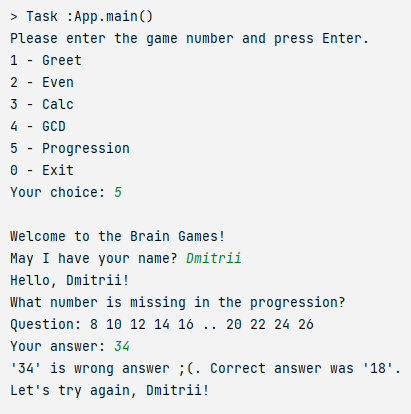 > Task :App.main()
Please enter the game number and press Enter.
1 - Greet
2 - Even
3 - Calc
4 - GCD
5 - Progression
0 - Exit
Your choice: 5
Welcome to the Brain Games!
May I have your name? Dmitrii
Hello, Dmitrii!
What number is missing in the progression?
Question: 8 10 12 14 16 .. 20 22 24 26
Your answer: 34
'34' is wrong answer ;(. Correct answer was '18'.
Let's try again, Dmitrii!